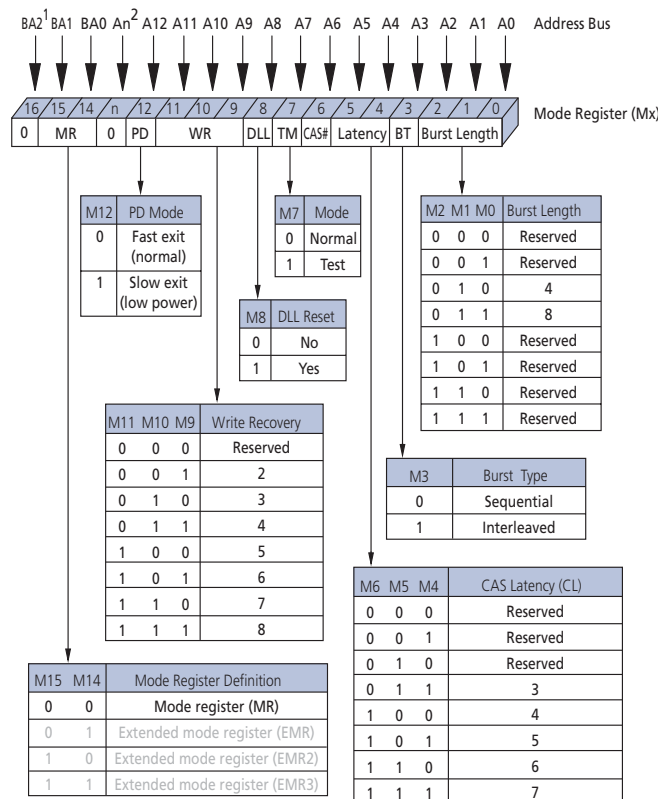 BA2¹ BA1 BA0 An² A12 A11 A10 A9 A8 A7 A6 A5 A4 A3 A2 A1 A0 Address Bus
16 15 14 n 12 11 10 9 8 7 6 5 4 3 2 1 0 Mode Register (Mx)
0 MR 0 PD WR DLL TM CAS# Latency BT Burst Length
M12 PD Mode
0 Fast exit
(normal)
1 Slow exit
(low power)
M7 Mode
0 Normal
1 Test
M2 M1 M0 Burst Length
0 0 0 Reserved
0 0 1 Reserved
0 1 0 4
0 1 1 8
1 0 0 Reserved
1 0 1 Reserved
1 1 0 Reserved
1 1 1 Reserved
M8 DLL Reset
0 No
1 Yes
M11 M10 M9 Write Recovery
0 0 0 Reserved
0 0 1 2
0 1 0 3
0 1 1 4
1 0 0 5
1 0 1 6
1 1 0 7
1 1 1 8
M3 Burst Type
0 Sequential
1 Interleaved
M6 M5 M4 CAS Latency (CL)
0 0 0 Reserved
0 0 1 Reserved
0 1 0 Reserved
0 1 1 3
1 0 0 4
1 0 1 5
1 1 0 6
1 1 1 7
M15 M14 Mode Register Definition
0 0 Mode register (MR)
0 1 Extended mode register (EMR)
1 0 Extended mode register (EMR2)
1 1 Extended mode register (EMR3)